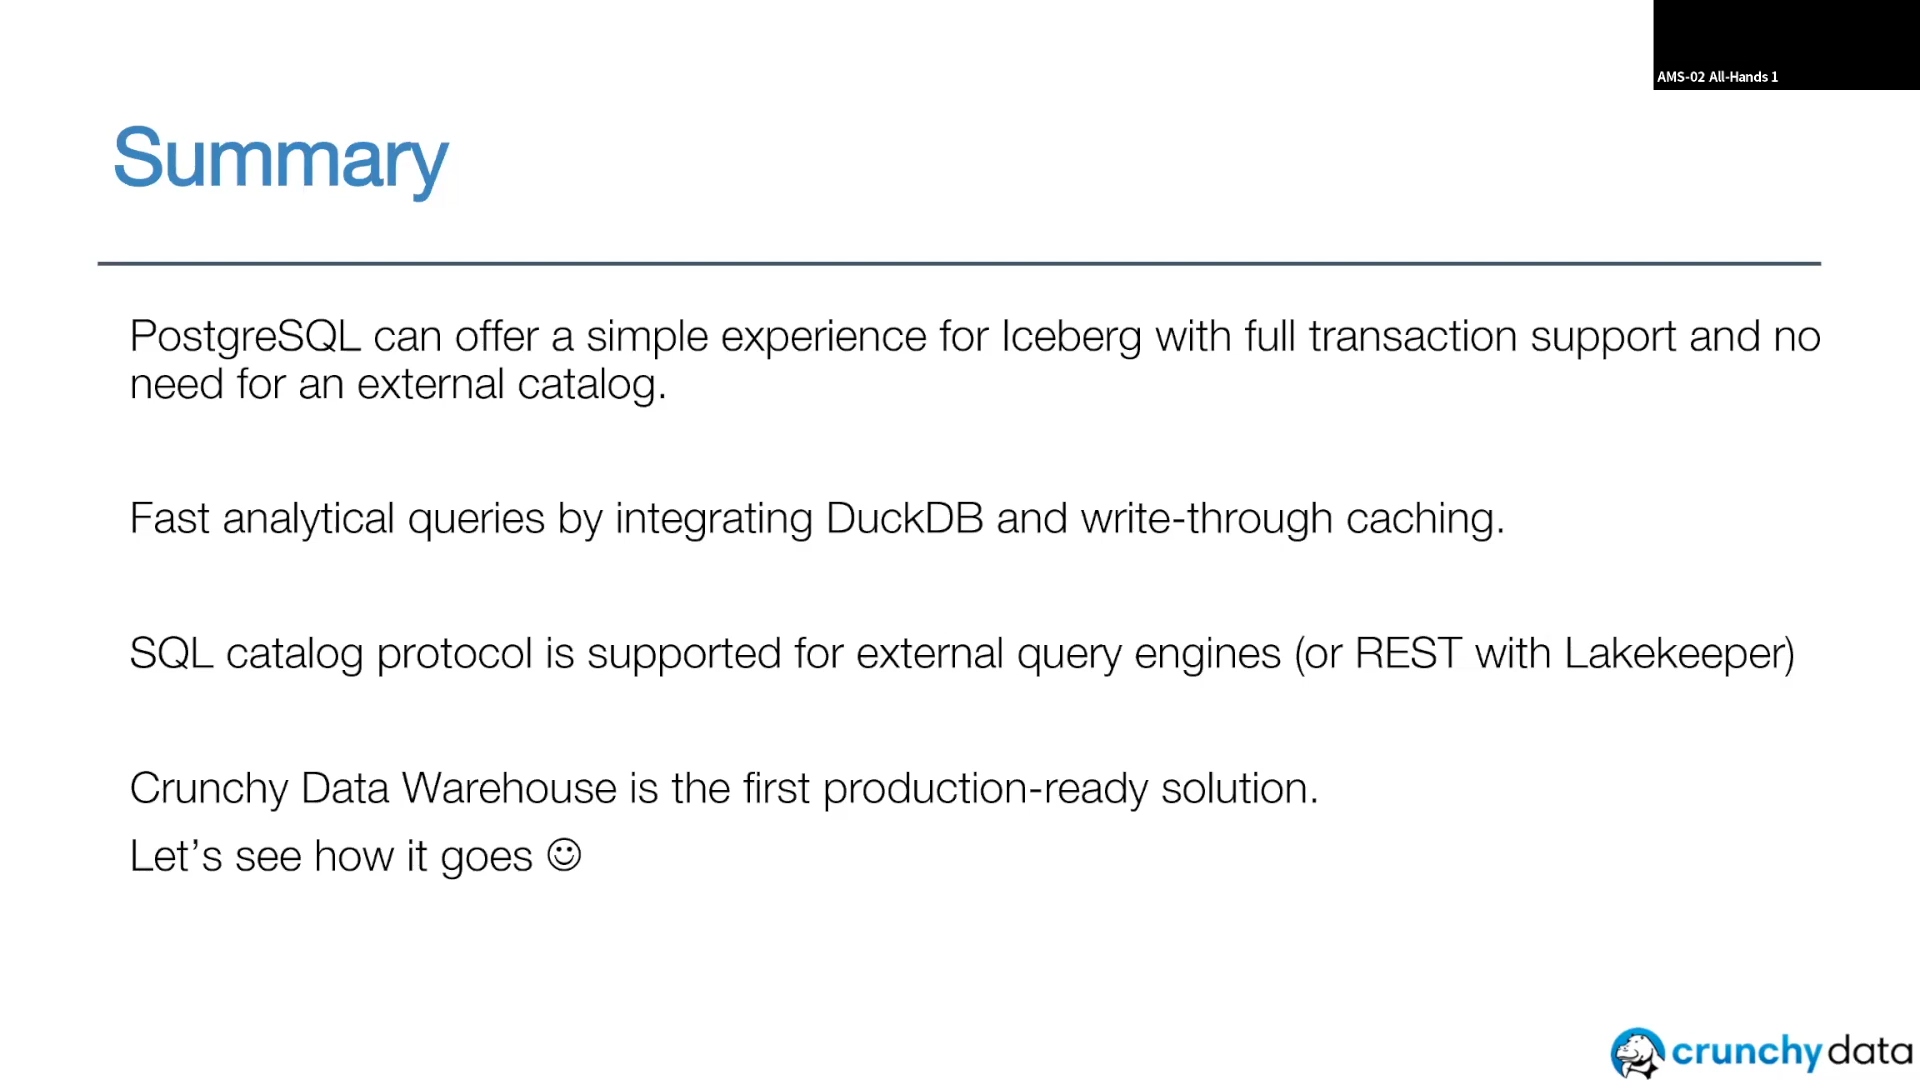 AMS-02 All-Hands 1
Summary
PostgreSQL can offer a simple experience for Iceberg with full transaction support and no
need for an external catalog.
Fast analytical queries by integrating DuckDB and write-through caching.
SQL catalog protocol is supported for external query engines (or REST with Lakekeeper)
Crunchy Data Warehouse is the first production-ready solution.
Let’s see how it goes ☺
crunchy data